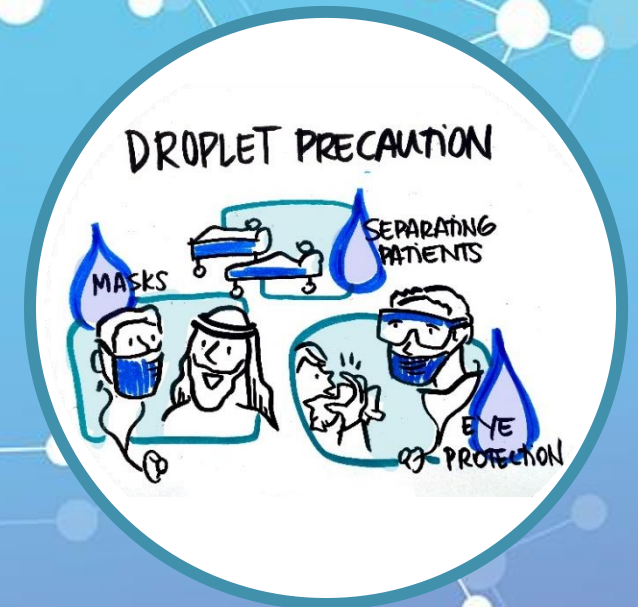 DROPLET PRECAUTION
SEPARATING
PATIENTS
MASKS
EYE
PROTECTION